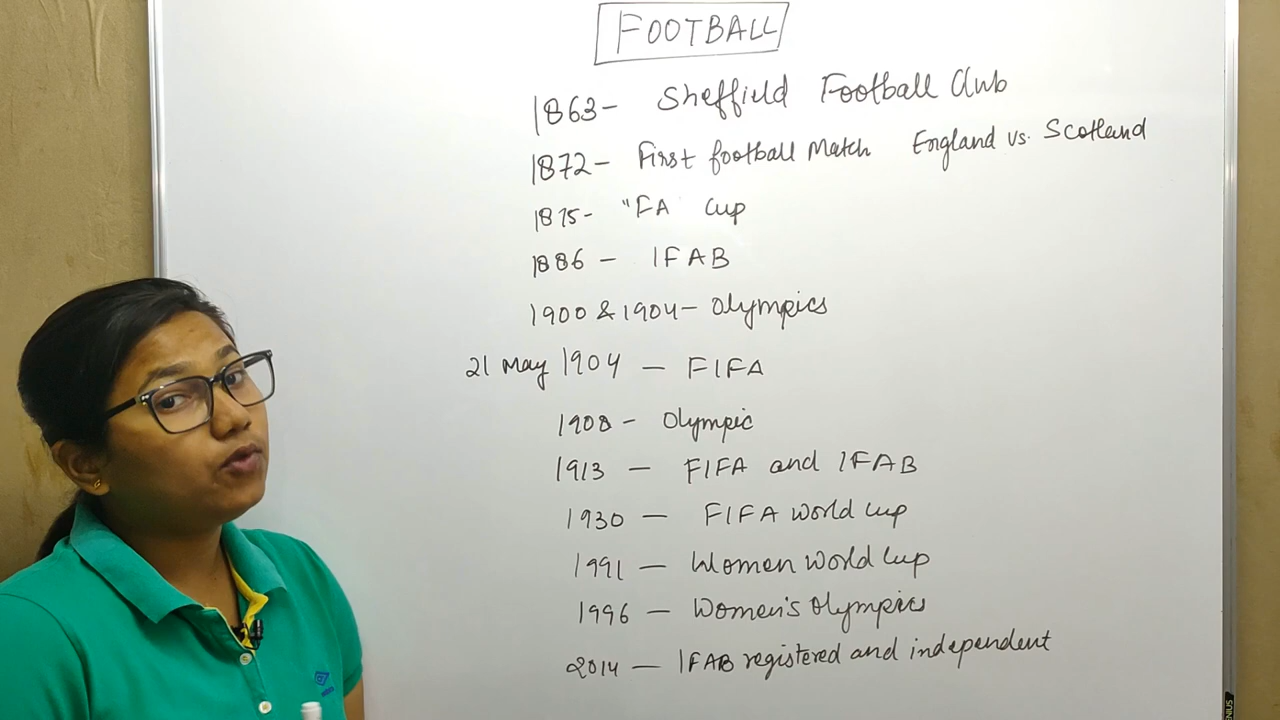 FOOTBALL
1863- Sheffield Football Club
1872- First football Match England vs. Scotland
1875- "FA" Cup
1886 - IFAB
1900 & 1904- Olympics
21 May 1904 - FIFA
1908 - Olympic
1913 - FIFA and IFAB
1930 - FIFA World Cup
1991 - Women World Cup
1996 - Women's Olympics
2014 - IFAB registered and independent